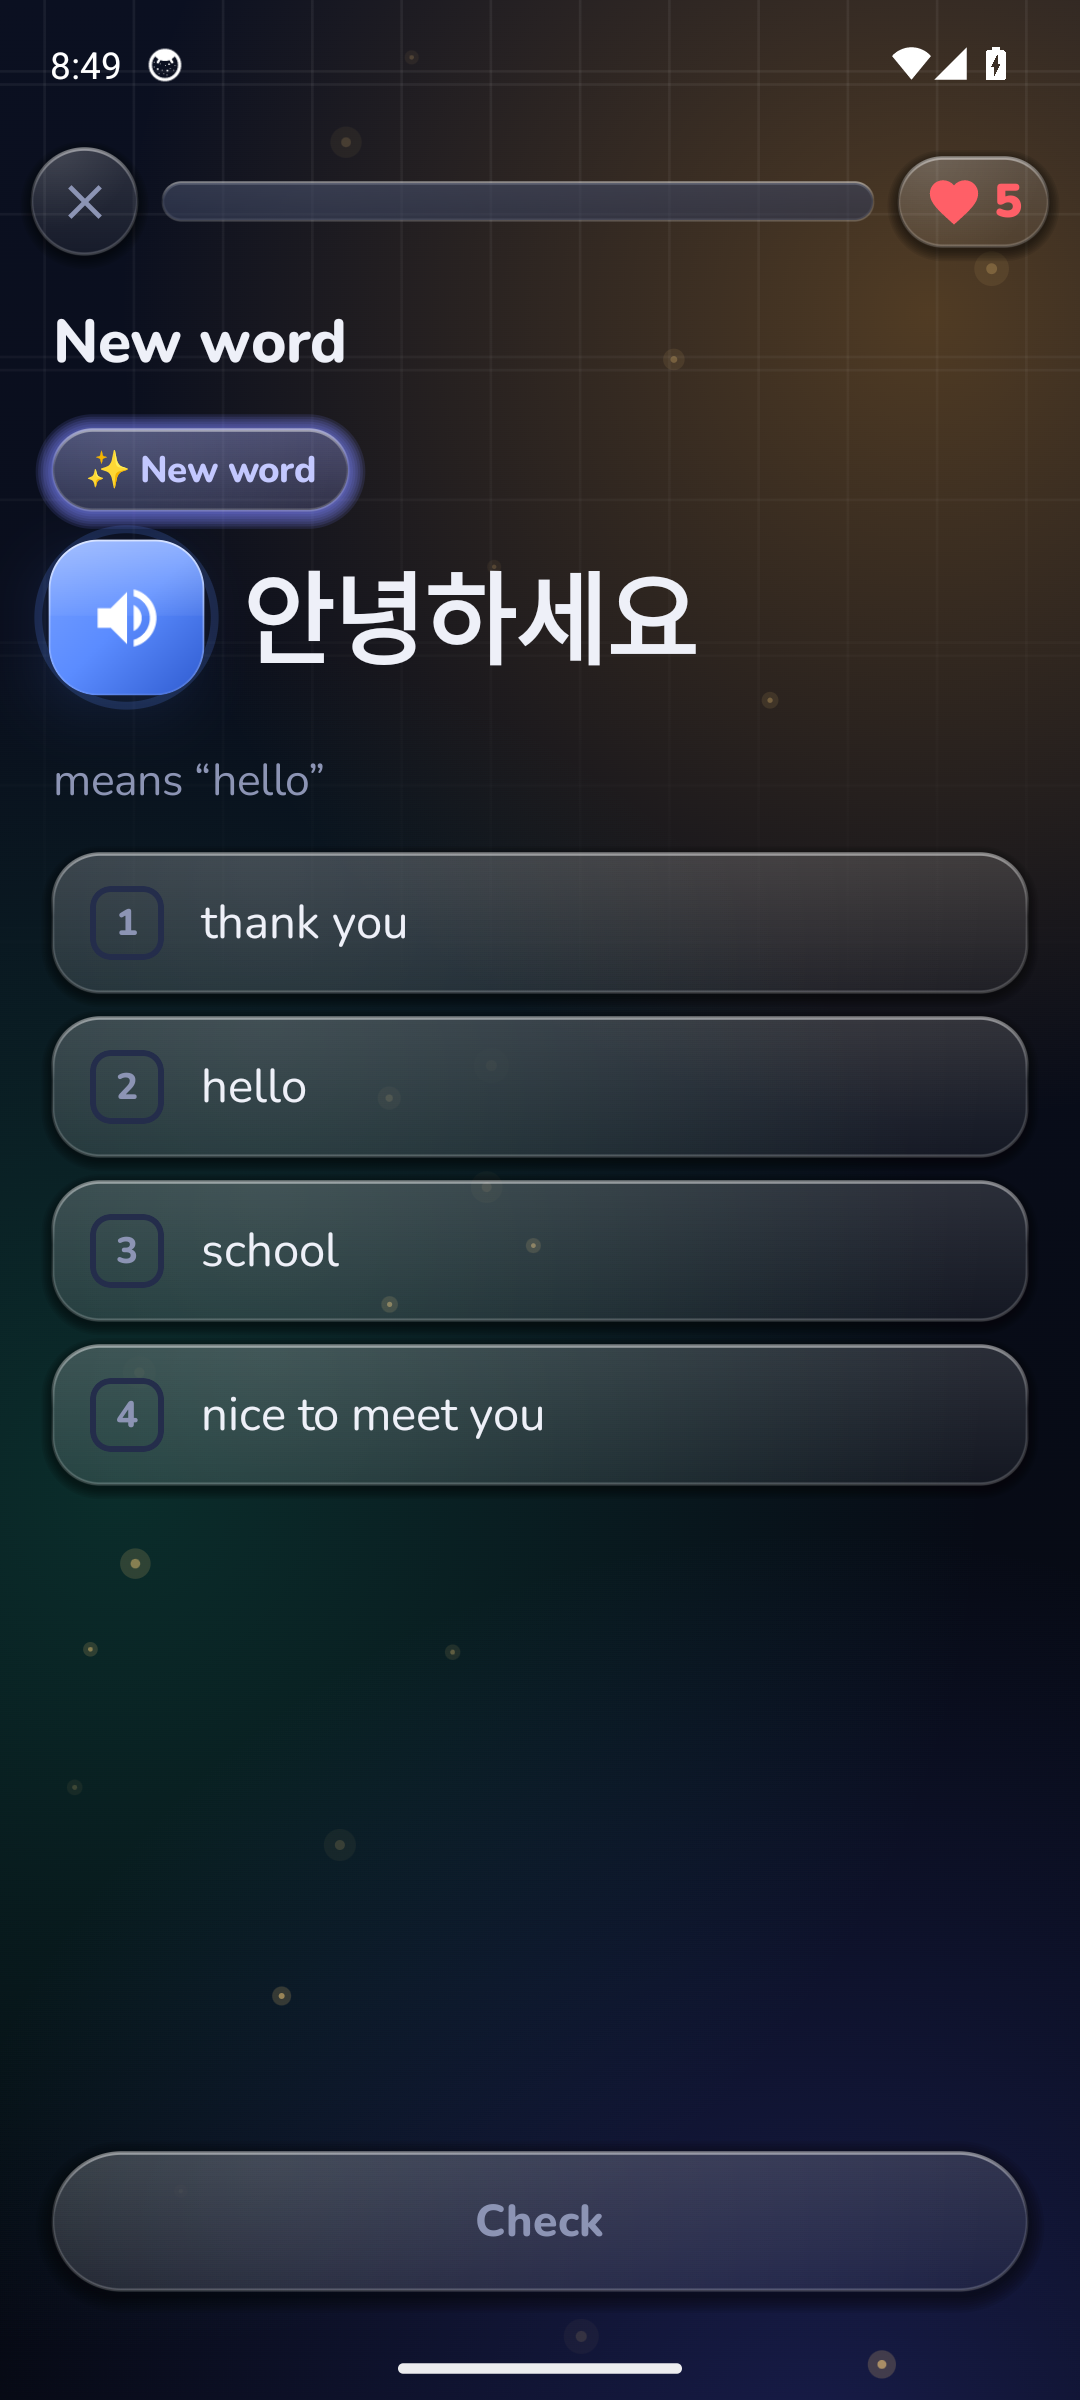 8:49
5
New word
✨ New word
안녕하세요
means “hello”
1 thank you
2 hello
3 school
4 nice to meet you
Check